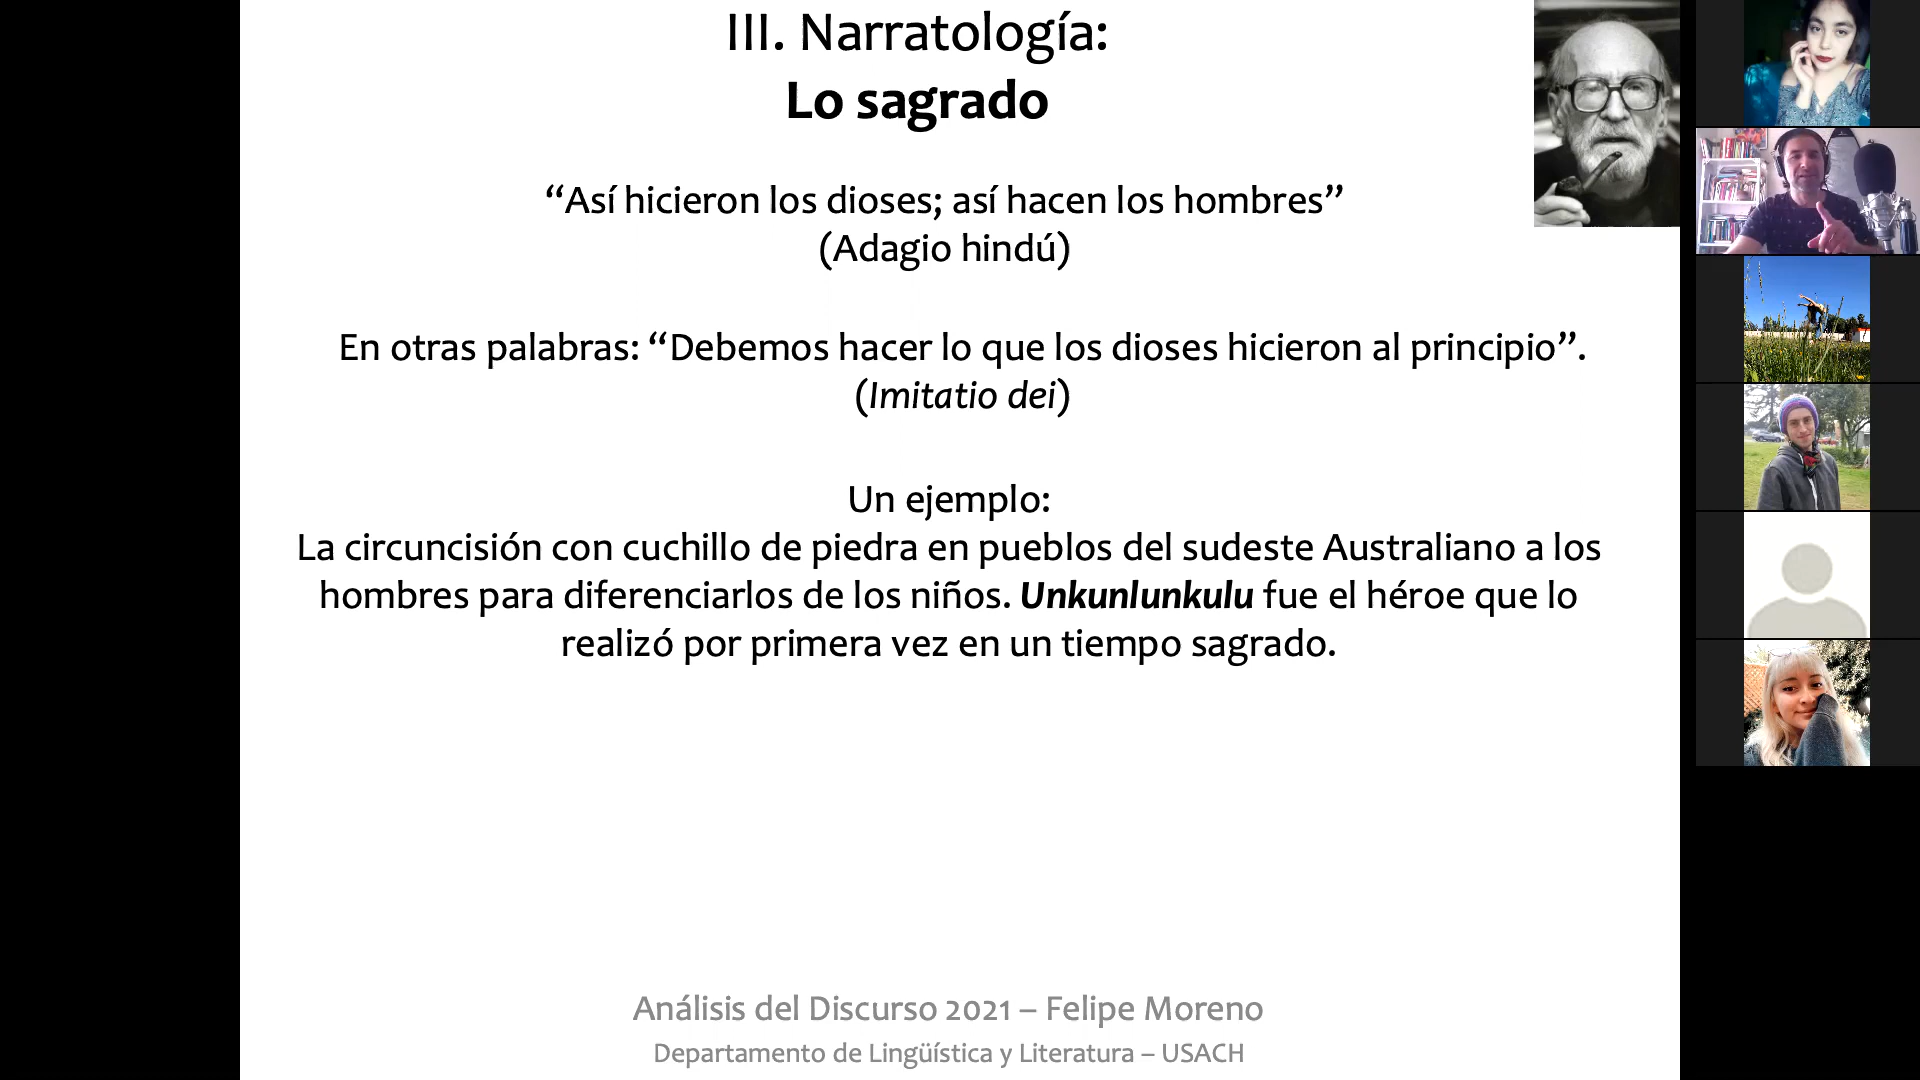 III. Narratología:
Lo sagrado
“Así hicieron los dioses; así hacen los hombres”
(Adagio hindú)
En otras palabras: “Debemos hacer lo que los dioses hicieron al principio”.
(Imitatio dei)
Un ejemplo:
La circuncisión con cuchillo de piedra en pueblos del sudeste Australiano a los
hombres para diferenciarlos de los niños. Unkunlunkulu fue el héroe que lo
realizó por primera vez en un tiempo sagrado.
Análisis del Discurso 2021 – Felipe Moreno
Departamento de Lingüística y Literatura – USACH